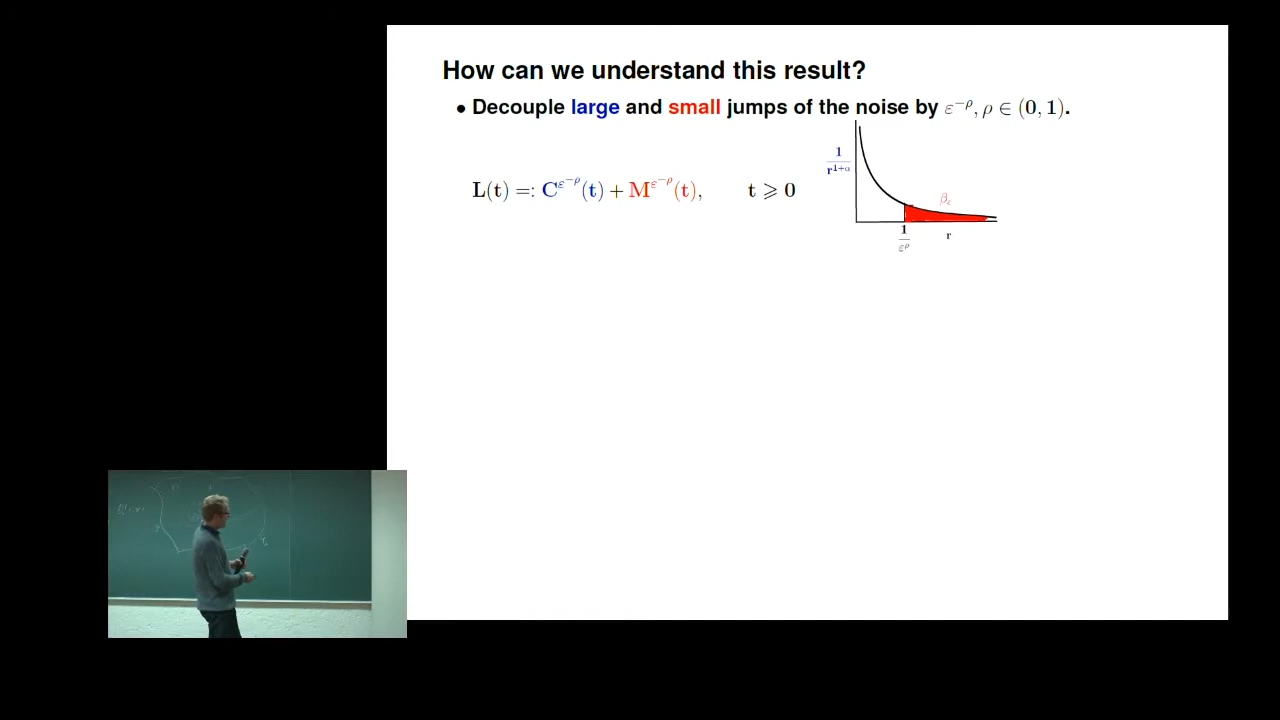 How can we understand this result?
• Decouple large and small jumps of the noise by ε^{−ρ}, ρ ∈ (0, 1).
L(t) =: C^{ε^{−ρ}}(t) + M^{ε^{−ρ}}(t), t ⩾ 0
1/r^{1+α}
β_ε
1/ε^ρ
r